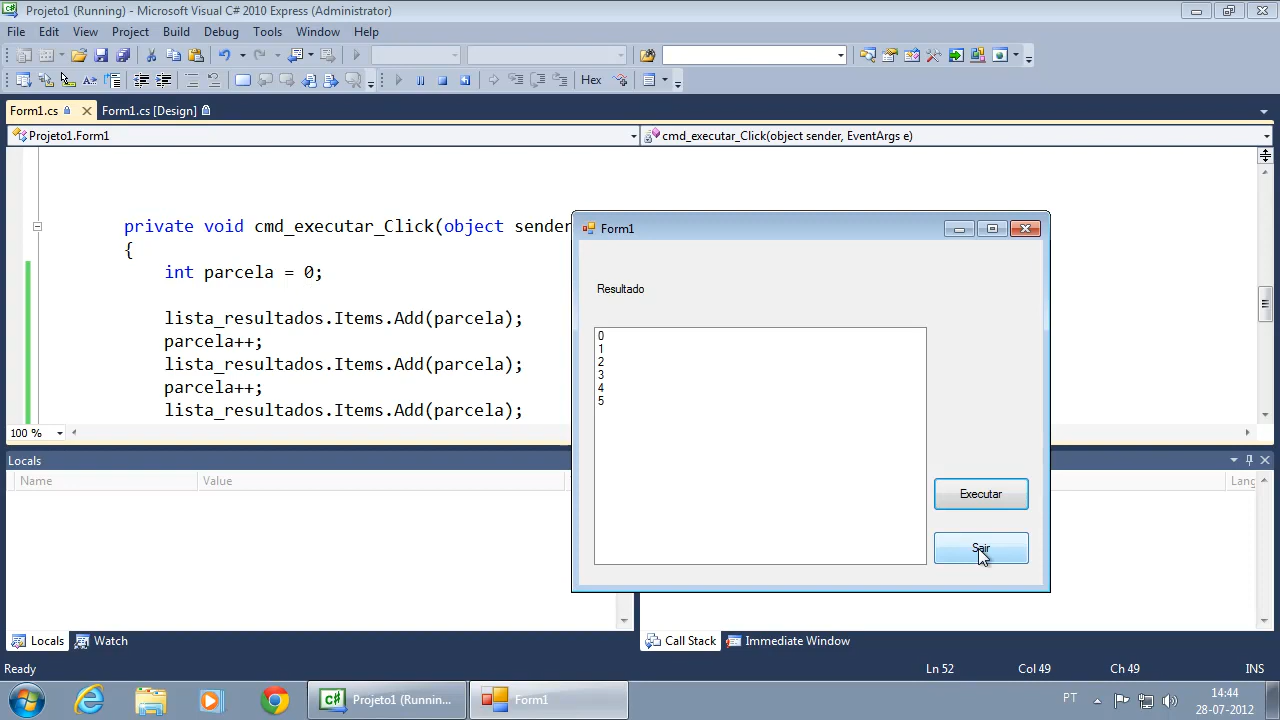 Projeto1 (Running) - Microsoft Visual C# 2010 Express (Administrator)
File Edit View Project Build Debug Tools Window Help
Hex
Form1.cs Form1.cs [Design]
Projeto1.Form1 cmd_executar_Click(object sender, EventArgs e)
private void cmd_executar_Click(object sender
{
int parcela = 0;
lista_resultados.Items.Add(parcela);
parcela++;
lista_resultados.Items.Add(parcela);
parcela++;
lista_resultados.Items.Add(parcela);
100 %
Form1
Resultado
0
1
2
3
4
5
Executar
Sair
Locals
Name Value Lang
Locals Watch Call Stack Immediate Window
Ready Ln 52 Col 49 Ch 49 INS
C# Projeto1 (Runnin... Form1 PT 14:44
28-07-2012